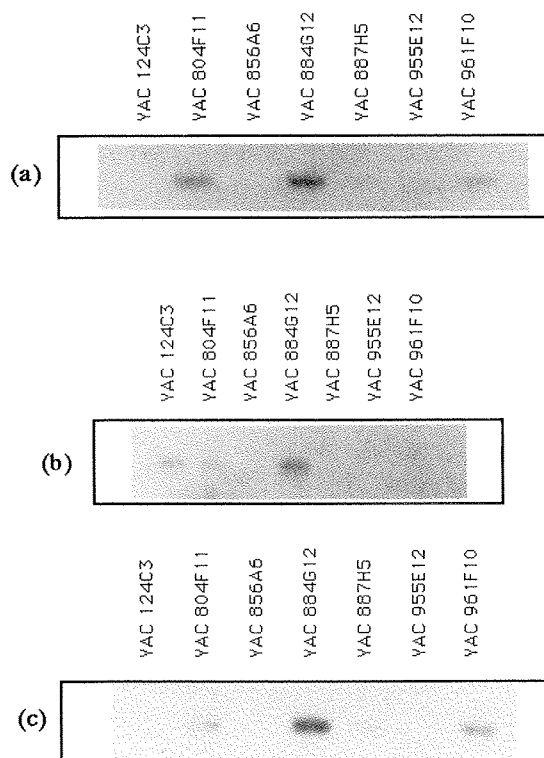 YAC 124C3
YAC 804F11
YAC 856A6
YAC 884G12
YAC 887H5
YAC 955E12
YAC 961F10
(a)
YAC 124C3
YAC 804F11
YAC 856A6
YAC 884G12
YAC 887H5
YAC 955E12
YAC 961F10
(b)
YAC 124C3
YAC 804F11
YAC 856A6
YAC 884G12
YAC 887H5
YAC 955E12
YAC 961F10
(c)